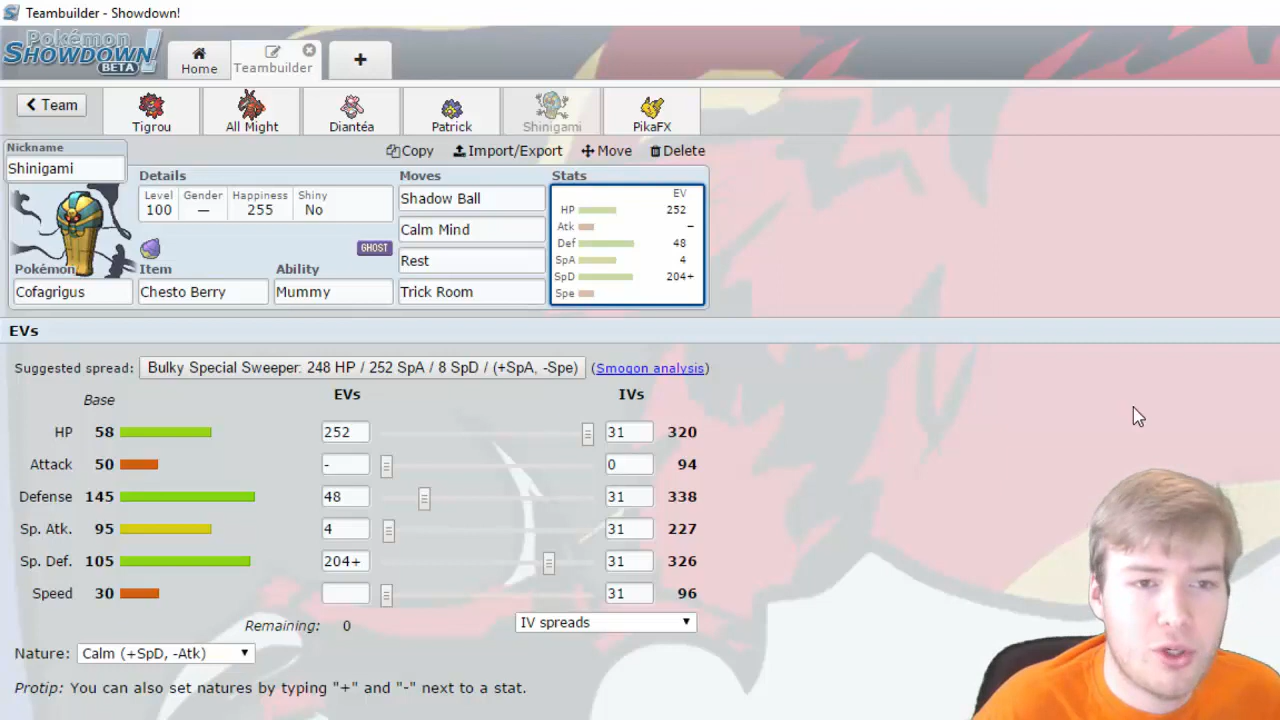 Teambuilder - Showdown!
Pokémon
SHOWDOWN!
BETA
Home
Teambuilder
+
Team
Tigrou
All Might
Diantéa
Patrick
Shinigami
PikaFX
Copy
Import/Export
Move
Delete
Nickname
Shinigami
Details
Level Gender Happiness Shiny
100 — 255 No
GHOST
Pokémon
Cofagrigus
Item
Chesto Berry
Ability
Mummy
Moves
Shadow Ball
Calm Mind
Rest
Trick Room
Stats
EV
HP 252
Atk –
Def 48
SpA 4
SpD 204+
Spe
EVs
Suggested spread: Bulky Special Sweeper: 248 HP / 252 SpA / 8 SpD / (+SpA, -Spe) (Smogon analysis)
Base EVs IVs
HP 58 252 31 320
Attack 50 - 0 94
Defense 145 48 31 338
Sp. Atk. 95 4 31 227
Sp. Def. 105 204+ 31 326
Speed 30 31 96
Remaining: 0 IV spreads
Nature: Calm (+SpD, -Atk)
Protip: You can also set natures by typing "+" and "-" next to a stat.